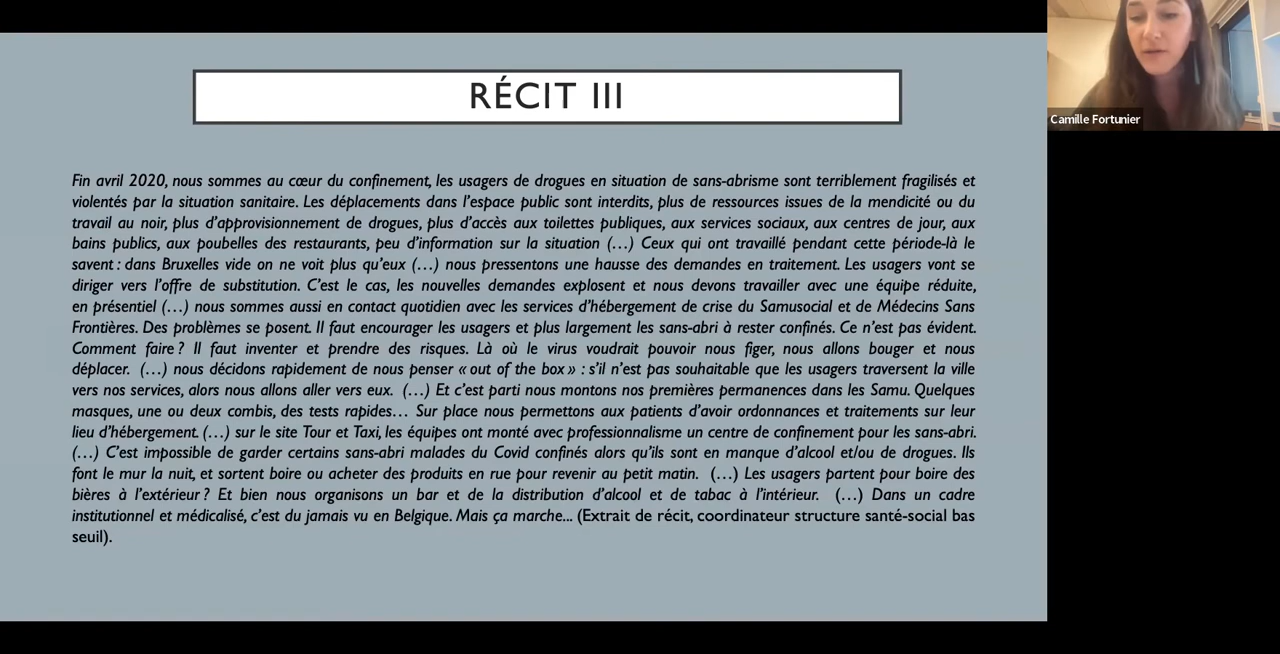 RÉCIT III
Camille Fortunier
Fin avril 2020, nous sommes au cœur du confinement, les usagers de drogues en situation de sans-abrisme sont terriblement fragilisés et
violentés par la situation sanitaire. Les déplacements dans l'espace public sont interdits, plus de ressources issues de la mendicité ou du
travail au noir, plus d'approvisionnement de drogues, plus d'accès aux toilettes publiques, aux services sociaux, aux centres de jour, aux
bains publics, aux poubelles des restaurants, peu d'information sur la situation (…) Ceux qui ont travaillé pendant cette période-là le
savent : dans Bruxelles vide on ne voit plus qu'eux (…) nous pressentons une hausse des demandes en traitement. Les usagers vont se
diriger vers l'offre de substitution. C'est le cas, les nouvelles demandes explosent et nous devons travailler avec une équipe réduite,
en présentiel (…) nous sommes aussi en contact quotidien avec les services d'hébergement de crise du Samusocial et de Médecins Sans
Frontières. Des problèmes se posent. Il faut encourager les usagers et plus largement les sans-abri à rester confinés. Ce n'est pas évident.
Comment faire ? Il faut inventer et prendre des risques. Là où le virus voudrait pouvoir nous figer, nous allons bouger et nous
déplacer. (…) nous décidons rapidement de nous penser « out of the box » : s'il n'est pas souhaitable que les usagers traversent la ville
vers nos services, alors nous allons aller vers eux. (…) Et c'est parti nous montons nos premières permanences dans les Samu. Quelques
masques, une ou deux combis, des tests rapides… Sur place nous permettons aux patients d'avoir ordonnances et traitements sur leur
lieu d'hébergement. (…) sur le site Tour et Taxi, les équipes ont monté avec professionnalisme un centre de confinement pour les sans-abri.
(…) C'est impossible de garder certains sans-abri malades du Covid confinés alors qu'ils sont en manque d'alcool et/ou de drogues. Ils
font le mur la nuit, et sortent boire ou acheter des produits en rue pour revenir au petit matin. (…) Les usagers partent pour boire des
bières à l'extérieur ? Et bien nous organisons un bar et de la distribution d'alcool et de tabac à l'intérieur. (…) Dans un cadre
institutionnel et médicalisé, c'est du jamais vu en Belgique. Mais ça marche... (Extrait de récit, coordinateur structure santé-social bas
seuil).